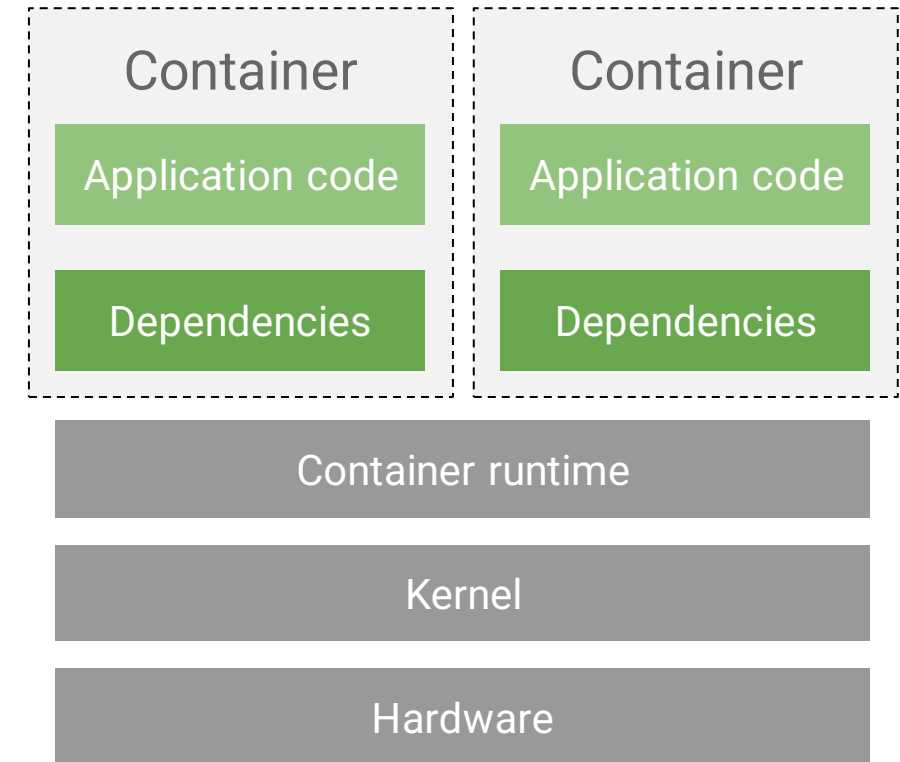 Container
Application code
Dependencies
Container
Application code
Dependencies
Container runtime
Kernel
Hardware